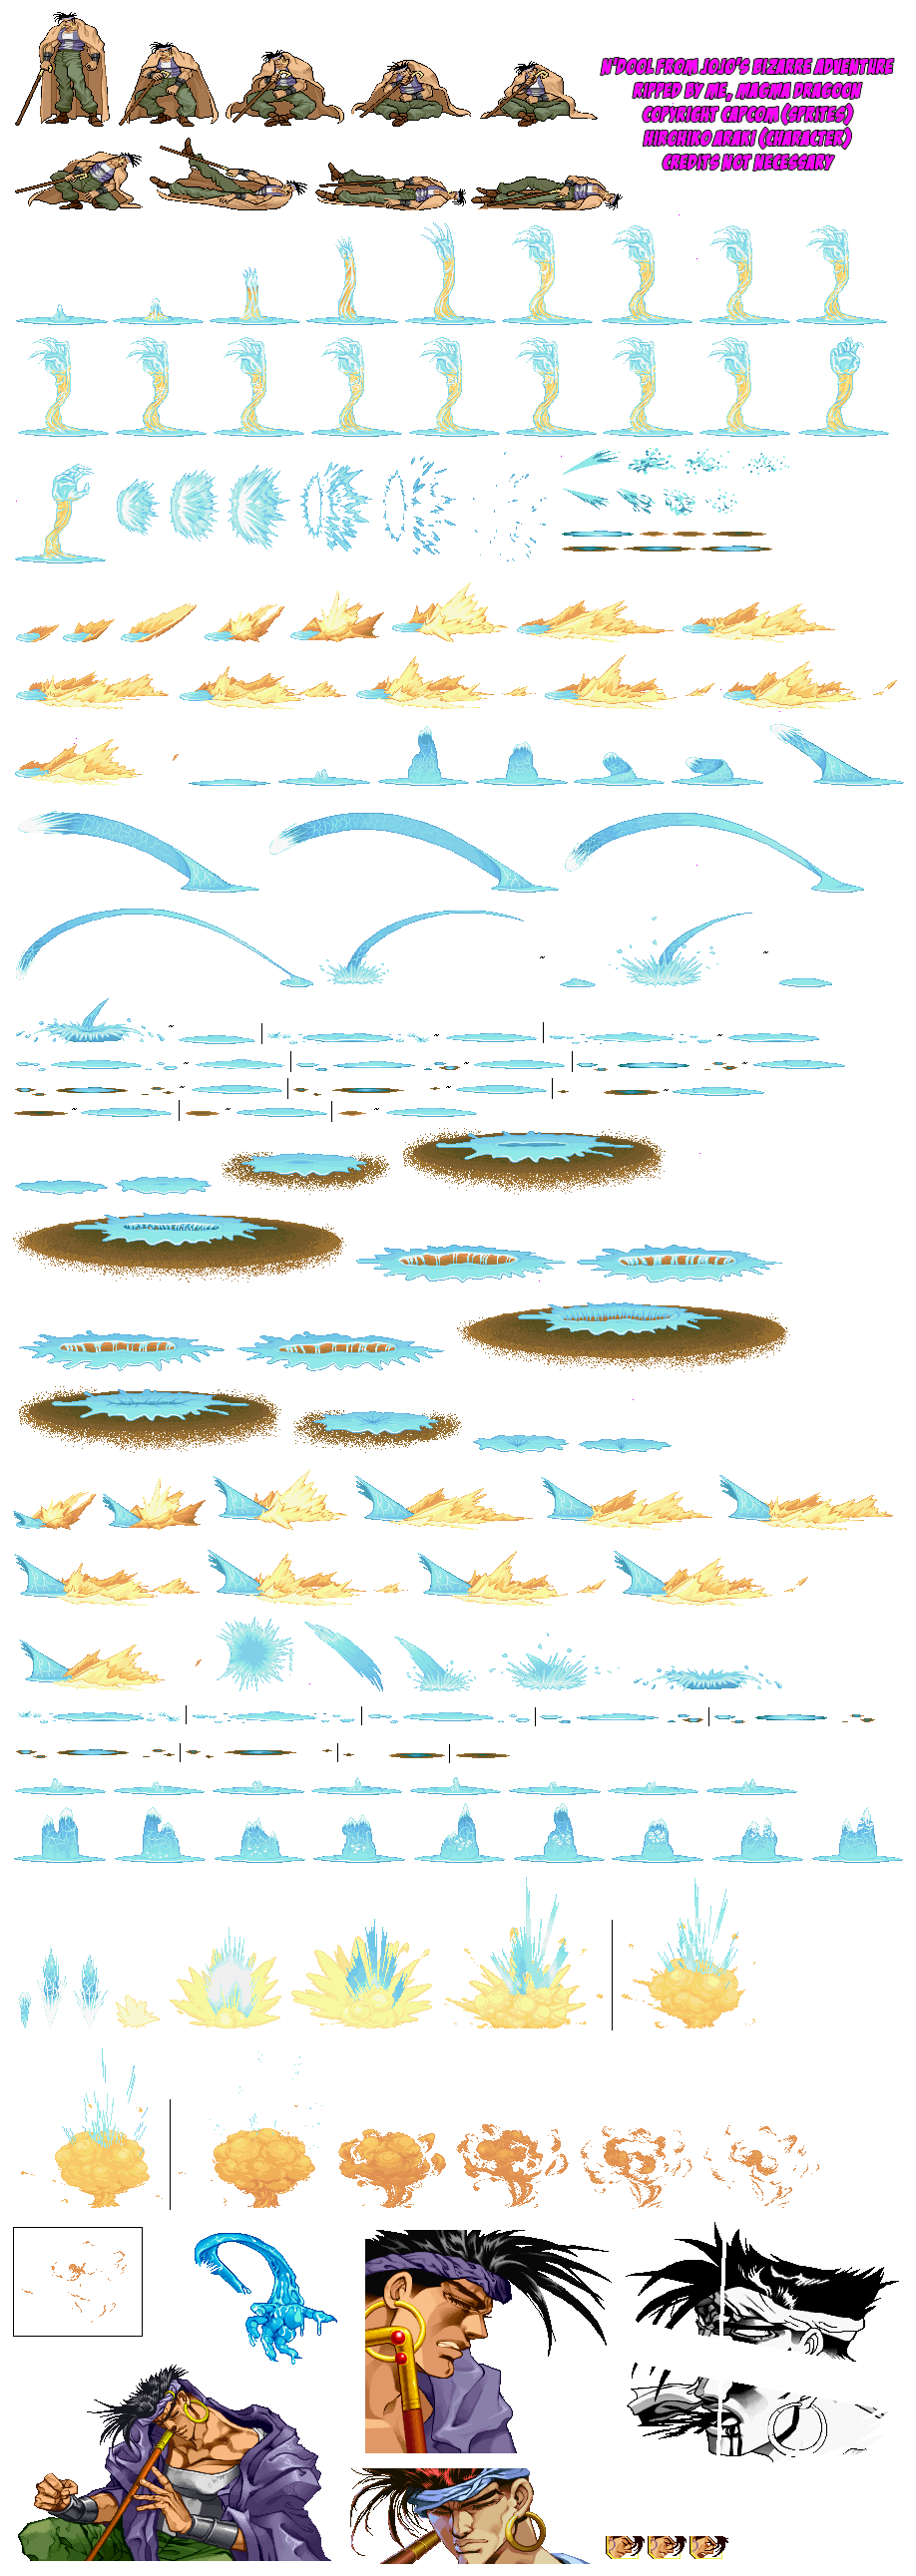 N'DOOL FROM JOJO'S BIZARRE ADVENTURE
RIPPED BY ME, MAGMA DRAGOON
COPYRIGHT CAPCOM (SPRITES)
HIROHIKO ARAKI (CHARACTER)
CREDITS NOT NECESSARY